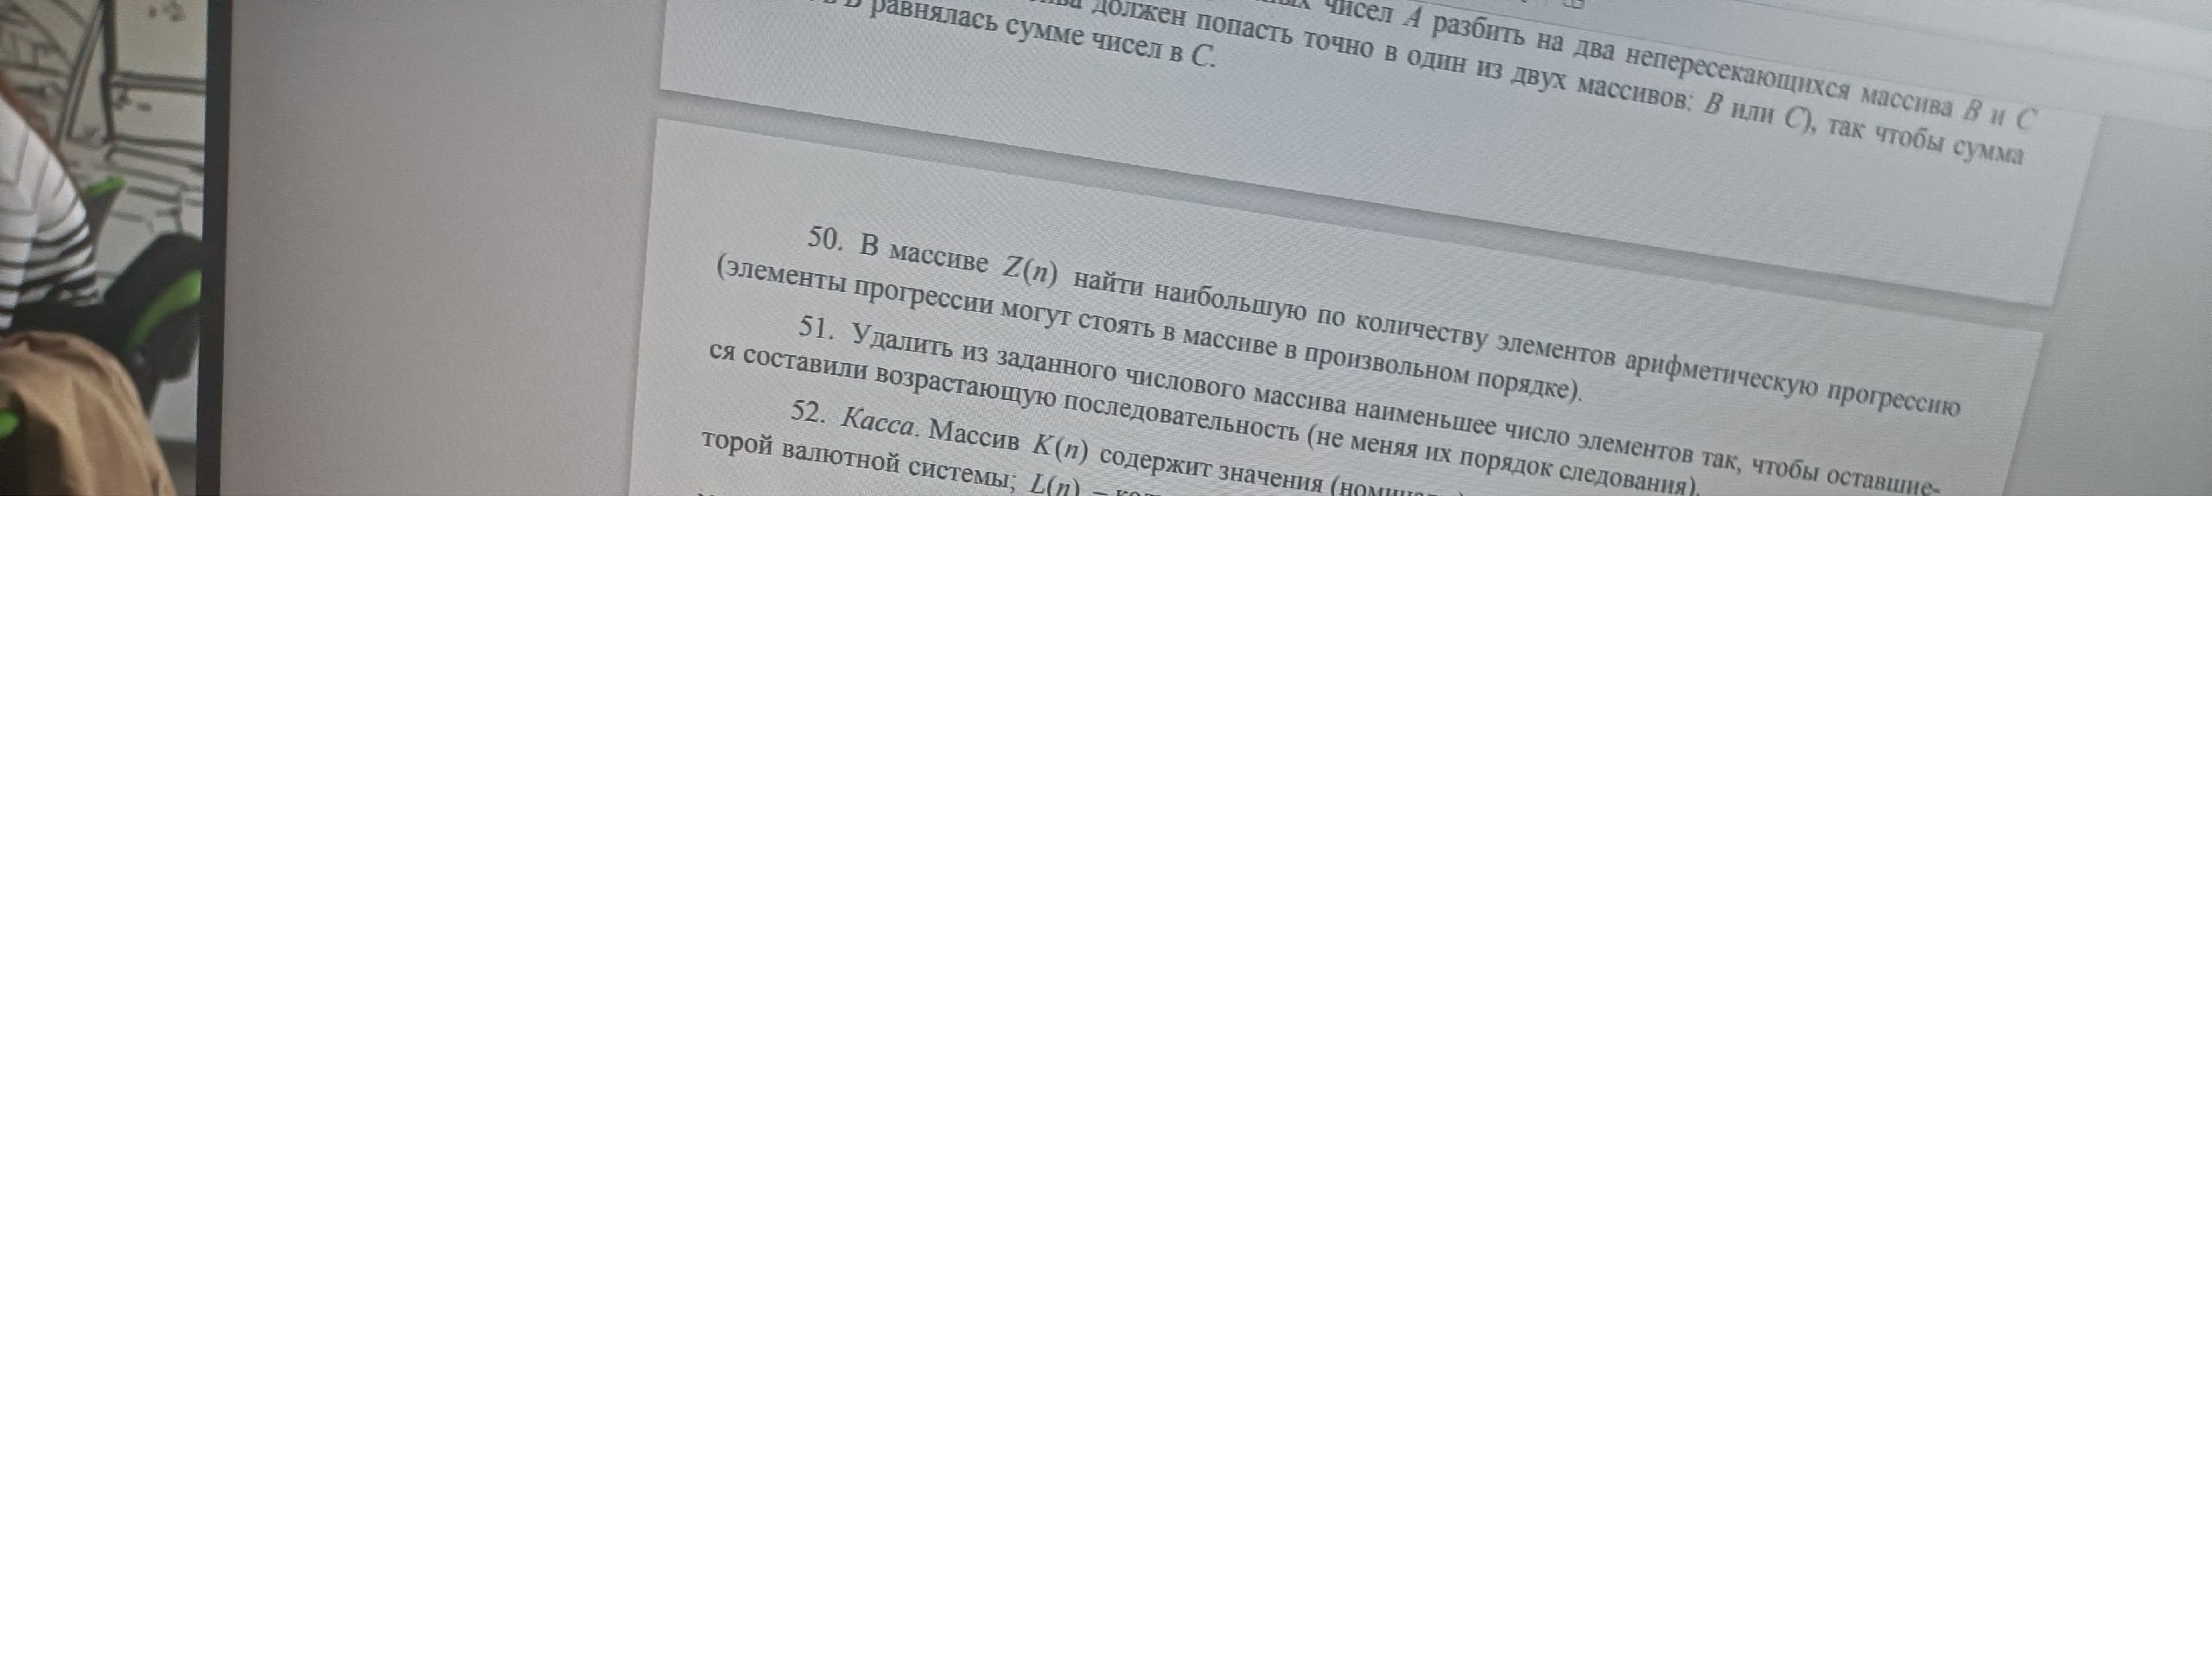 чисел A разбить на два непересекающихся массива B и C
должен попасть точно в один из двух массивов: B или C), так чтобы сумма
B равнялась сумме чисел в C.
50. В массиве Z(n) найти наибольшую по количеству элементов арифметическую прогрессию
(элементы прогрессии могут стоять в массиве в произвольном порядке).
51. Удалить из заданного числового массива наименьшее число элементов так, чтобы оставшие-
ся составили возрастающую последовательность (не меняя их порядок следования).
52. Касса. Массив K(n) содержит значения
торой валютной системы; L(n) –